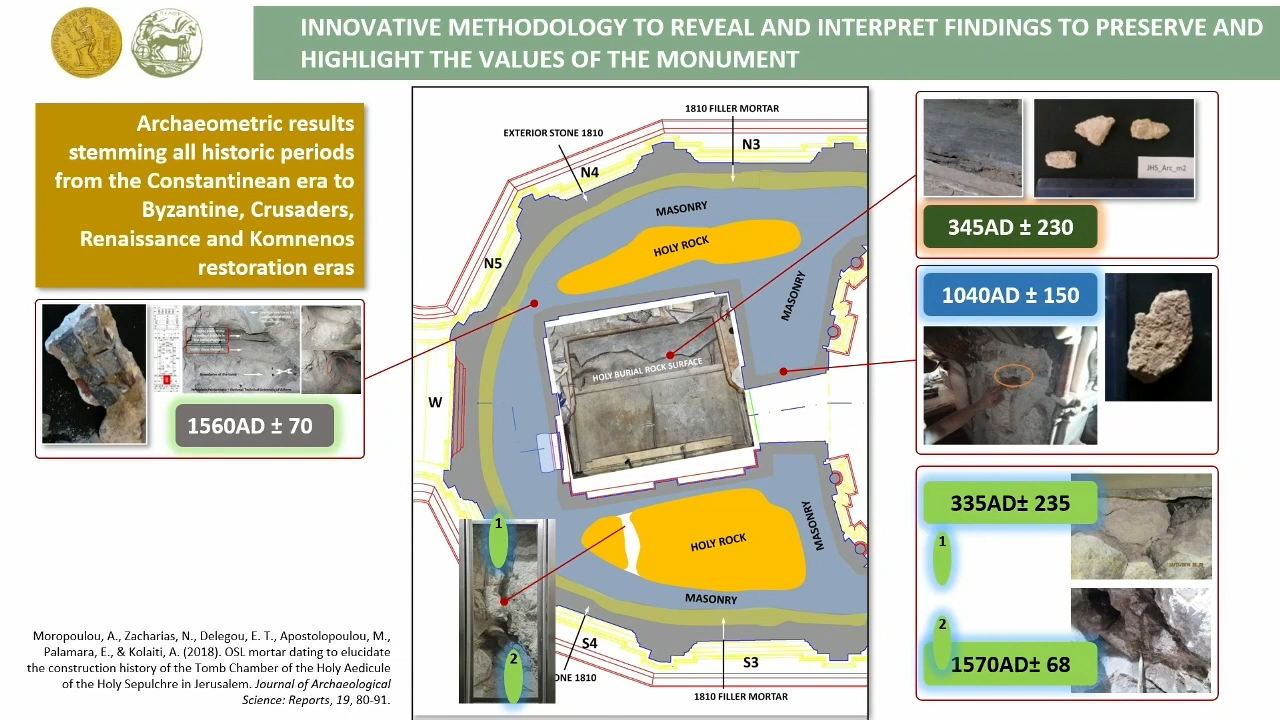 INNOVATIVE METHODOLOGY TO REVEAL AND INTERPRET FINDINGS TO PRESERVE AND
HIGHLIGHT THE VALUES OF THE MONUMENT
Archaeometric results
stemming all historic periods
from the Constantinean era to
Byzantine, Crusaders,
Renaissance and Komnenos
restoration eras
1560AD ± 70
Moropoulou, A., Zacharias, N., Delegou, E. T., Apostolopoulou, M.,
Palamara, E., & Kolaiti, A. (2018). OSL mortar dating to elucidate
the construction history of the Tomb Chamber of the Holy Aedicule
of the Holy Sepulchre in Jerusalem. Journal of Archaeological
Science: Reports, 19, 80-91.
1810 FILLER MORTAR
EXTERIOR STONE 1810
N3
N4
MASONRY
HOLY ROCK
N5
MASONRY
HOLY BURIAL ROCK SURFACE
W
1
HOLY ROCK
MASONRY
MASONRY
S4
2
S3
ONE 1810
1810 FILLER MORTAR
JHS_Arc_m2
345AD ± 230
1040AD ± 150
335AD± 235
1
2
1570AD± 68